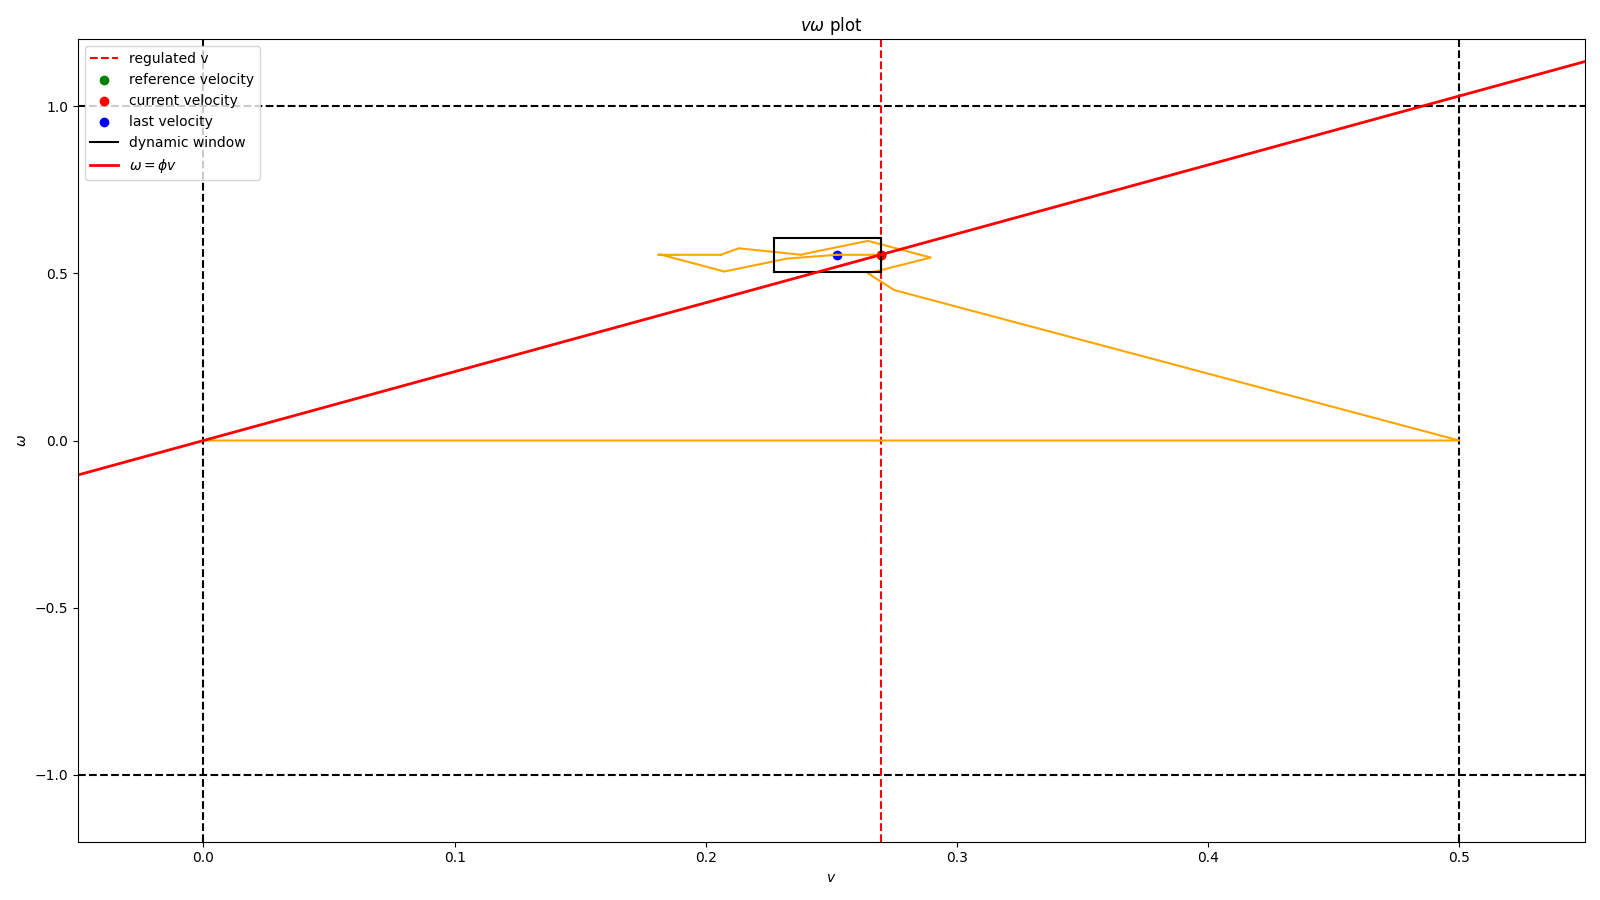 vω plot
regulated v
reference velocity
current velocity
last velocity
dynamic window
ω = ϕv
1.0
0.5
0.0
−0.5
−1.0
ω
0.0 0.1 0.2 0.3 0.4 0.5
v